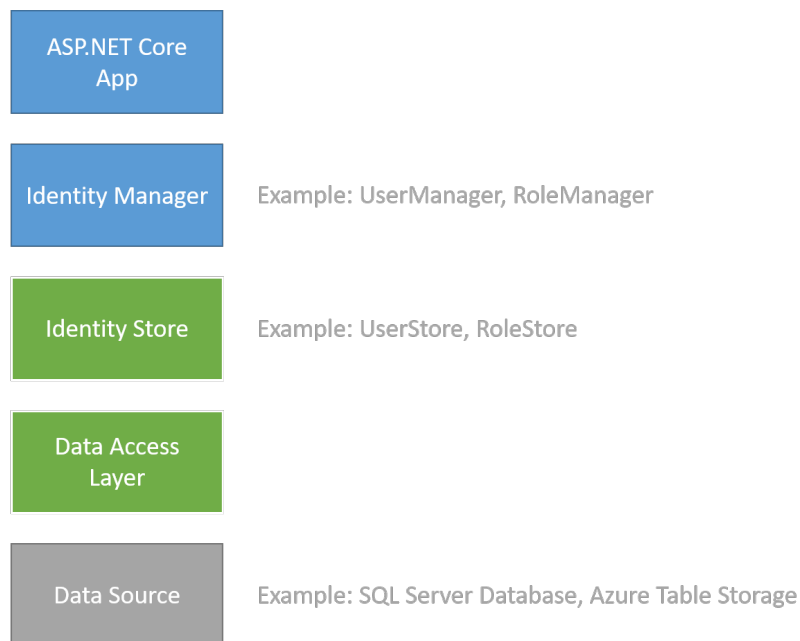 ASP.NET Core
App
Identity Manager
Example: UserManager, RoleManager
Identity Store
Example: UserStore, RoleStore
Data Access
Layer
Data Source
Example: SQL Server Database, Azure Table Storage